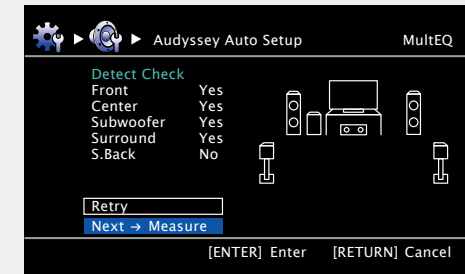 Audyssey Auto Setup MultEQ
Detect Check
Front Yes
Center Yes
Subwoofer Yes
Surround Yes
S.Back No
Retry
Next → Measure
[ENTER] Enter [RETURN] Cancel